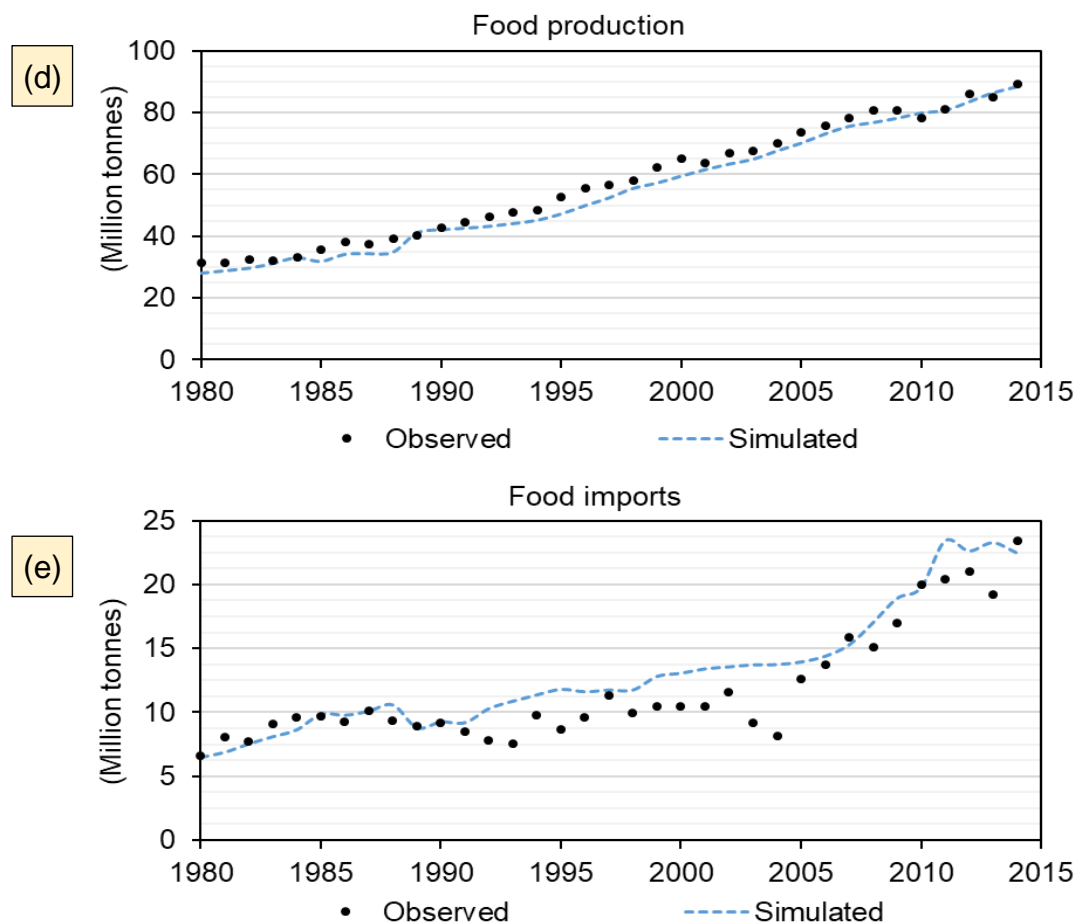 Food production
(d)
(Million tonnes)
100
80
60
40
20
0
1980 1985 1990 1995 2000 2005 2010 2015
Observed Simulated
Food imports
(e)
(Million tonnes)
25
20
15
10
5
0
1980 1985 1990 1995 2000 2005 2010 2015
Observed Simulated